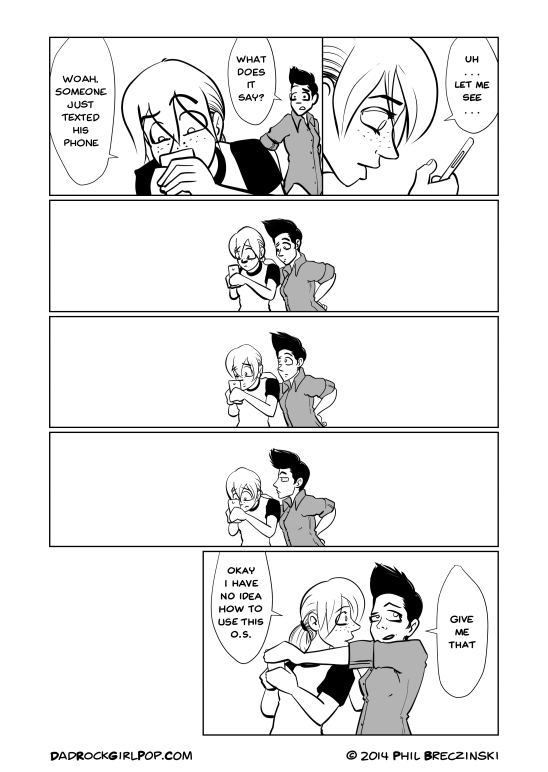 WOAH,
SOMEONE
JUST
TEXTED
HIS
PHONE
WHAT
DOES
IT
SAY?
UH
...
LET ME
SEE
...
OKAY
I HAVE
NO IDEA
HOW TO
USE THIS
O.S.
GIVE
ME
THAT
DADROCKGIRLPOP.COM
© 2014 PHIL BRECZINSKI